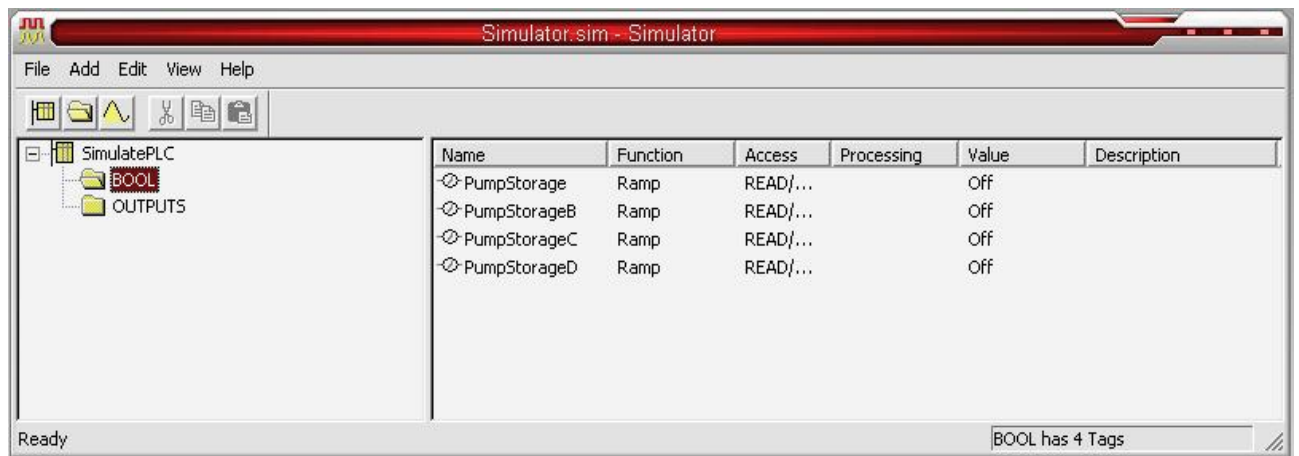 Simulator.sim - Simulator
File Add Edit View Help
SimulatePLC
BOOL
OUTPUTS
Name Function Access Processing Value Description
PumpStorage Ramp READ/... Off
PumpStorageB Ramp READ/... Off
PumpStorageC Ramp READ/... Off
PumpStorageD Ramp READ/... Off
Ready BOOL has 4 Tags